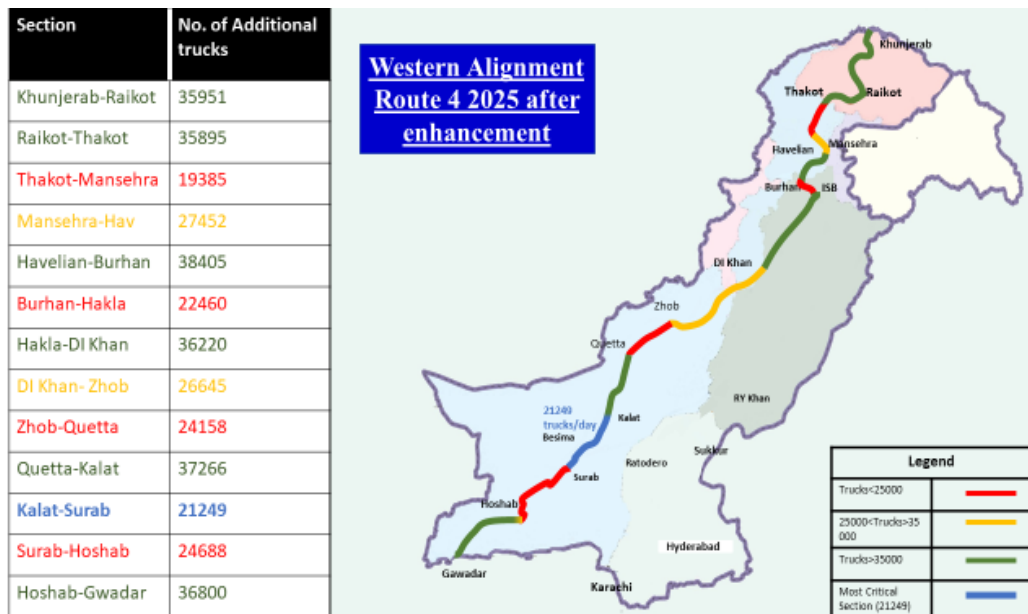 Section No. of Additional
trucks
Khunjerab-Raikot 35951
Raikot-Thakot 35895
Thakot-Mansehra 19385
Mansehra-Hav 27452
Havelian-Burhan 38405
Burhan-Hakla 22460
Hakla-DI Khan 36220
DI Khan- Zhob 26645
Zhob-Quetta 24158
Quetta-Kalat 37266
Kalat-Surab 21249
Surab-Hoshab 24688
Hoshab-Gwadar 36800
Western Alignment
Route 4 2025 after
enhancement
Khunjerab
Thakot
Raikot
Havelian
Mansehra
Burhan
ISB
DI Khan
Zhob
Quetta
RY Khan
21249
trucks/day
Kalat
Besima
Sukkur
Ratodero
Surab
Hoshab
Hyderabad
Gawadar
Karachi
Legend
Trucks<25000
25000<Trucks>35
000
Trucks>35000
Most Critical
Section (21249)